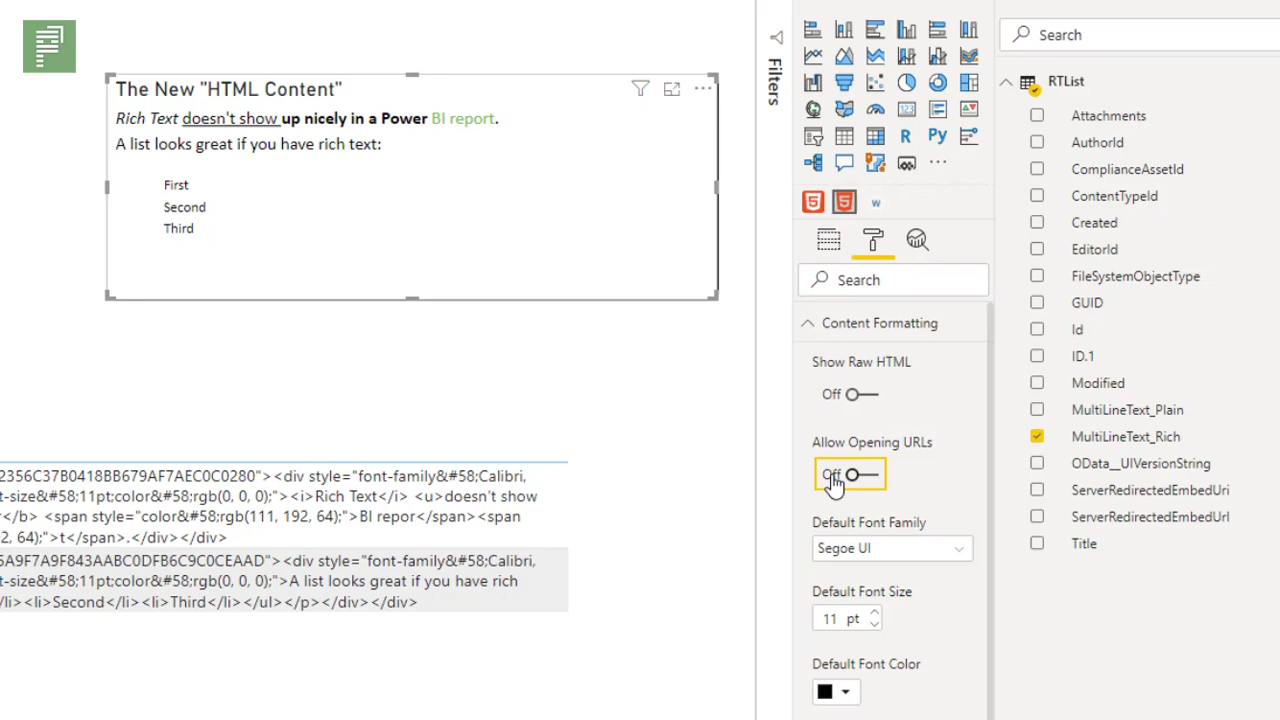 The New "HTML Content"
Rich Text doesn't show up nicely in a Power BI report.
A list looks great if you have rich text:
First
Second
Third
2356C37B0418BB679AF7AEC0C0280"><div style="font-family&#58;Calibri,
t-size&#58;11pt;color&#58;rgb(0, 0, 0);"><i>Rich Text</i> <u>doesn't show
r</b> <span style="color&#58;rgb(111, 192, 64);">BI repor</span><span
2, 64);">t</span>.</div></div>
5A9F7A9F843AABC0DFB6C9C0CEAAD"><div style="font-family&#58;Calibri,
t-size&#58;11pt;color&#58;rgb(0, 0, 0);">A list looks great if you have rich
/li><li>Second</li><li>Third</li></ul></p></div></div>
Filters
R
Py
w
Search
Content Formatting
Show Raw HTML
Off
Allow Opening URLs
Off
Default Font Family
Segoe UI
Default Font Size
11 pt
Default Font Color
Search
RTList
Attachments
AuthorId
ComplianceAssetId
ContentTypeId
Created
EditorId
FileSystemObjectType
GUID
Id
ID.1
Modified
MultiLineText_Plain
MultiLineText_Rich
OData__UIVersionString
ServerRedirectedEmbedUri
ServerRedirectedEmbedUrl
Title